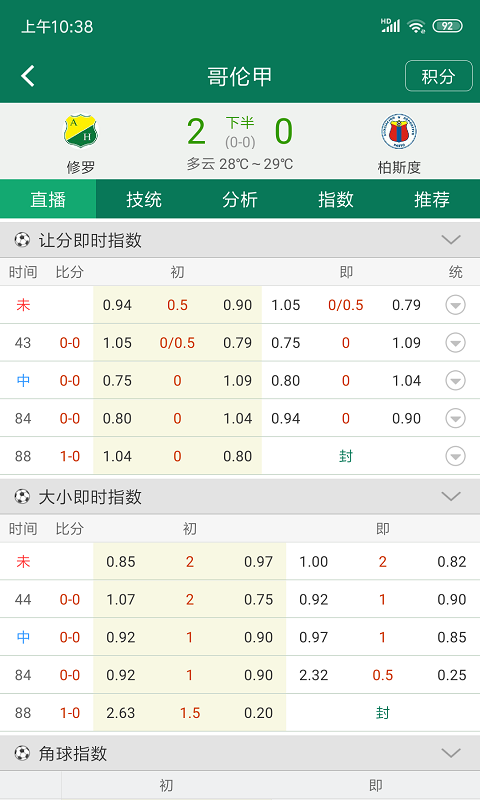 上午10:38 HD 92
哥伦甲 积分
2 下半 0
(0-0)
修罗 多云 28℃～29℃ 柏斯度
直播 技统 分析 指数 推荐
让分即时指数
时间 比分 初 即 统
未 0.94 0.5 0.90 1.05 0/0.5 0.79
43 0-0 1.05 0/0.5 0.79 0.75 0 1.09
中 0-0 0.75 0 1.09 0.80 0 1.04
84 0-0 0.80 0 1.04 0.94 0 0.90
88 1-0 1.04 0 0.80 封
大小即时指数
时间 比分 初 即
未 0.85 2 0.97 1.00 2 0.82
44 0-0 1.07 2 0.75 0.92 1 0.90
中 0-0 0.92 1 0.90 0.97 1 0.85
84 0-0 0.92 1 0.90 2.32 0.5 0.25
88 1-0 2.63 1.5 0.20 封
角球指数
初 即